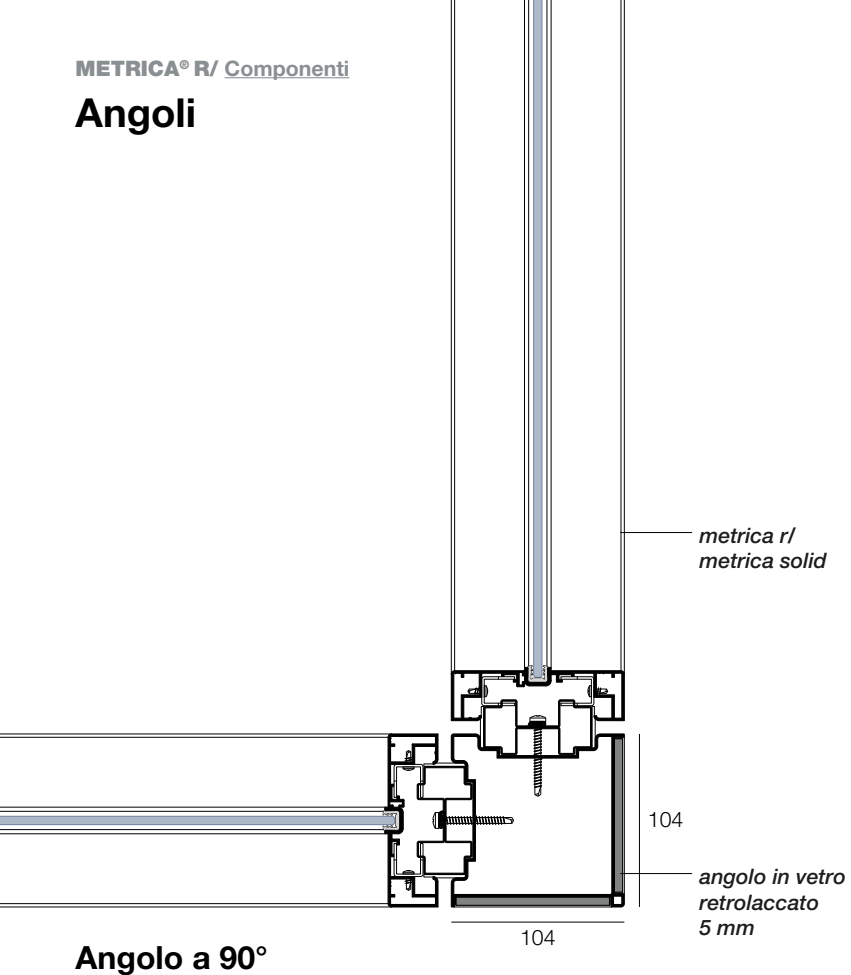 METRICA® R/ Componenti
Angoli
metrica r/
metrica solid
104
angolo in vetro
retrolaccato
5 mm
104
Angolo a 90°